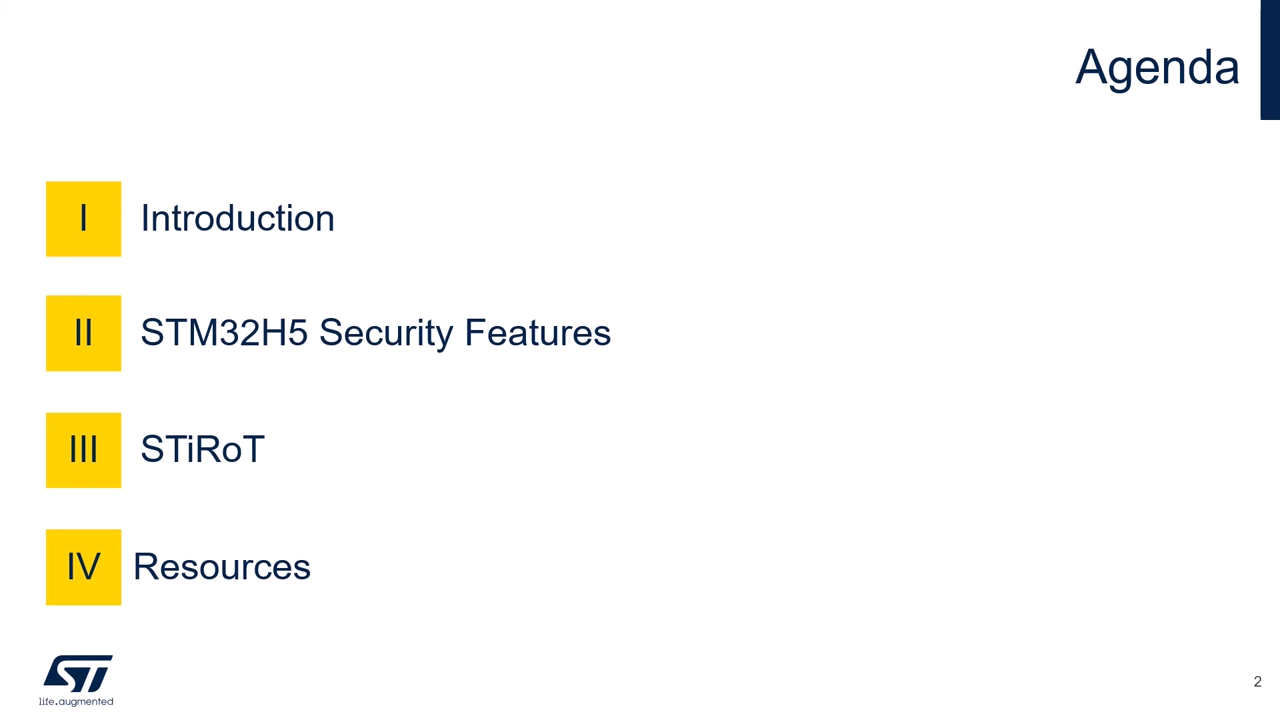 Agenda
I Introduction
II STM32H5 Security Features
III STiRoT
IV Resources
ST
life.augmented
2